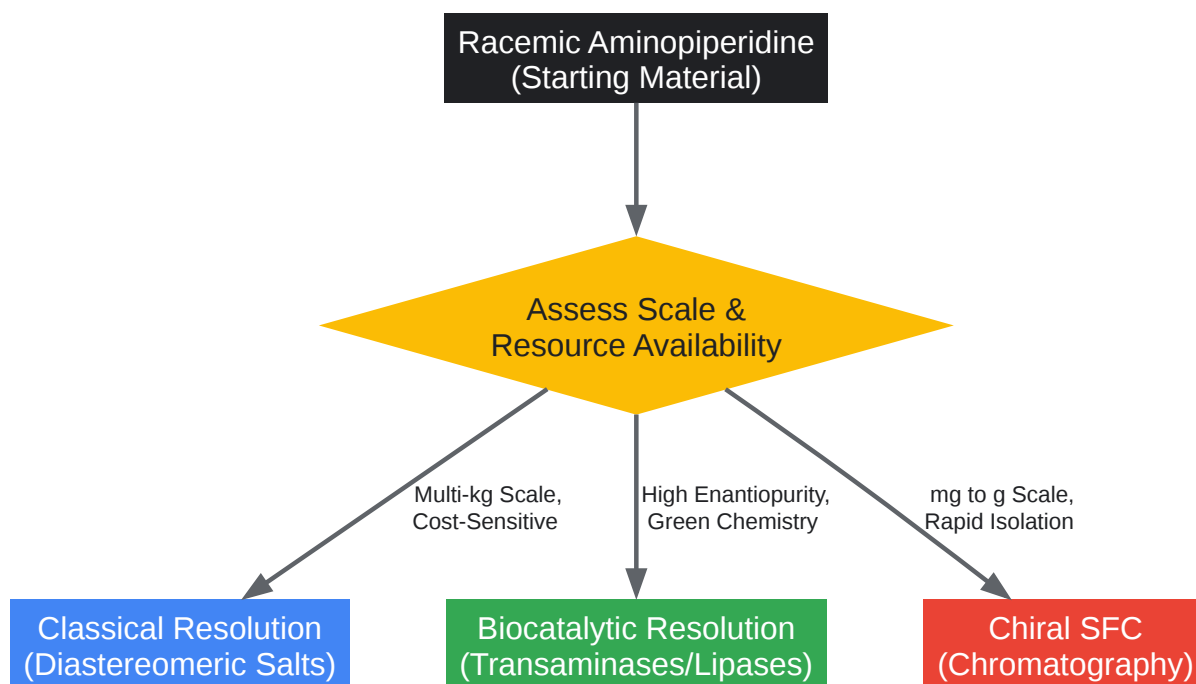 Racemic Aminopiperidine
(Starting Material)
Assess Scale &
Resource Availability
Multi-kg Scale,
Cost-Sensitive
High Enantiopurity,
Green Chemistry
mg to g Scale,
Rapid Isolation
Classical Resolution
(Diastereomeric Salts)
Biocatalytic Resolution
(Transaminases/Lipases)
Chiral SFC
(Chromatography)